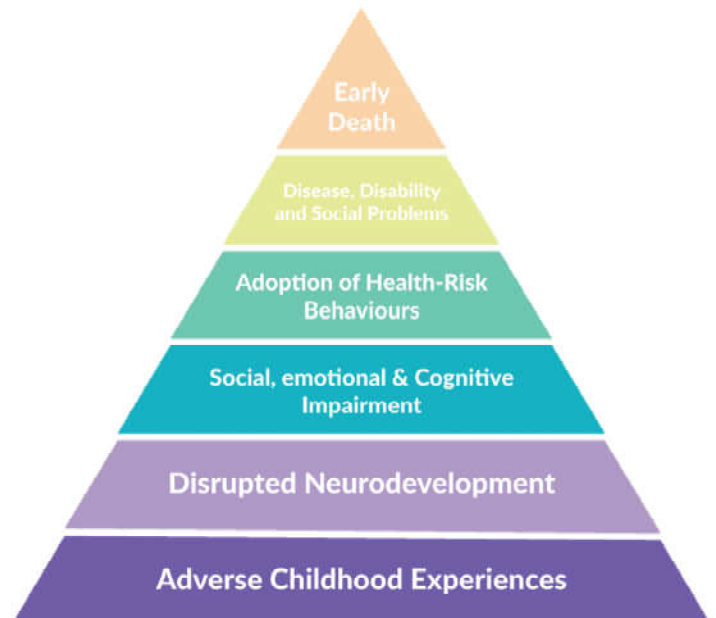 Early
Death
Disease, Disability
and Social Problems
Adoption of Health-Risk
Behaviours
Social, emotional & Cognitive
Impairment
Disrupted Neurodevelopment
Adverse Childhood Experiences